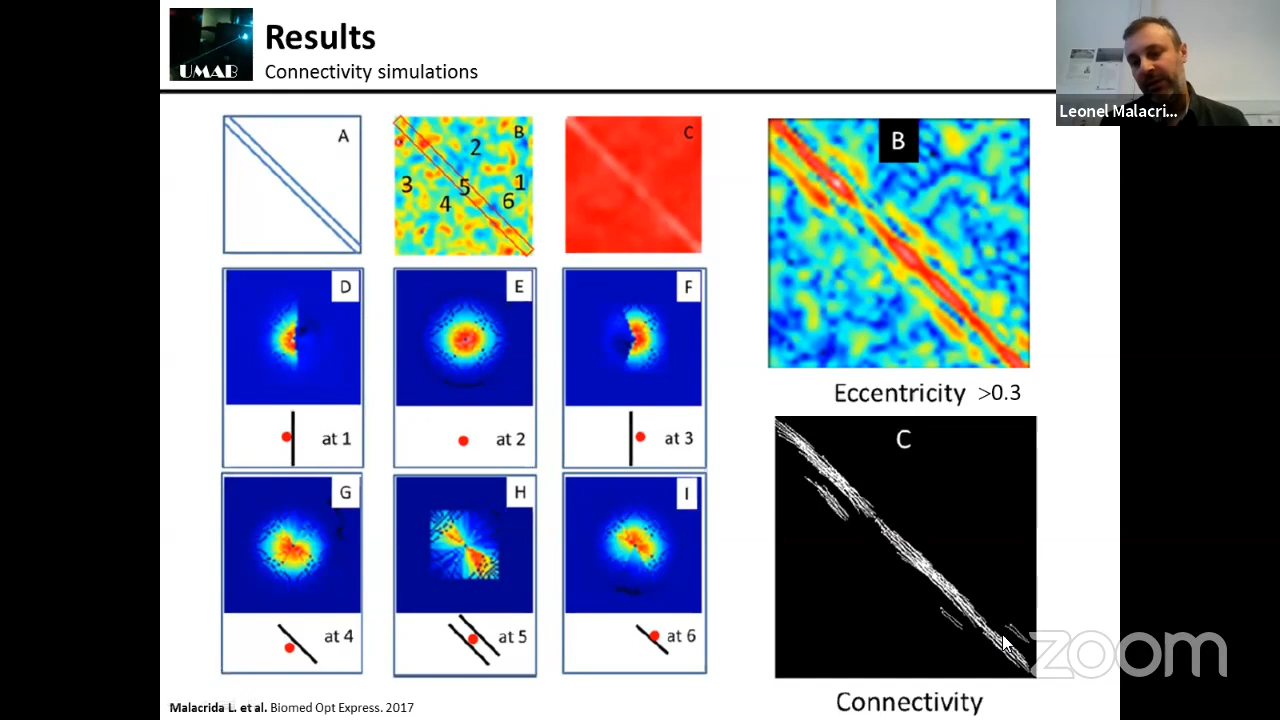 UMAB
Results
Connectivity simulations
Leonel Malacri...
A
B
2
3
1
5
4
6
C
B
D
E
F
Eccentricity >0.3
at 1
at 2
at 3
C
G
H
I
at 4
at 5
at 6
zoom
Connectivity
Malacrida L. et al. Biomed Opt Express. 2017